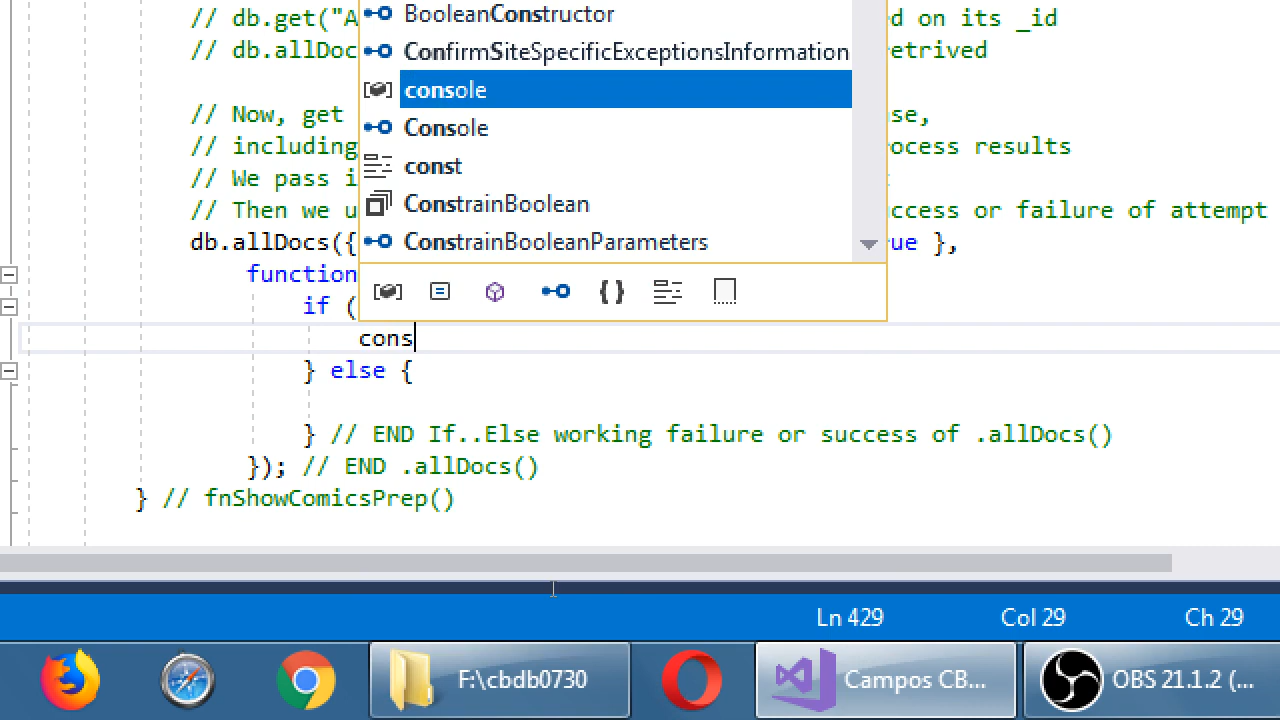 // db.get("A
BooleanConstructor
d on its _id
// db.allDoc
ConfirmSiteSpecificExceptionsInformation
etrived
console
// Now, get
Console
se,
// including
const
ocess results
// We pass i
ConstrainBoolean
// Then we u
ccess or failure of attempt
db.allDocs({
ConstrainBooleanParameters
ue },
function
if (
cons
} else {
} // END If..Else working failure or success of .allDocs()
}); // END .allDocs()
} // fnShowComicsPrep()
Ln 429
Col 29
Ch 29
F:\cbdb0730
Campos CB...
OBS 21.1.2 (...